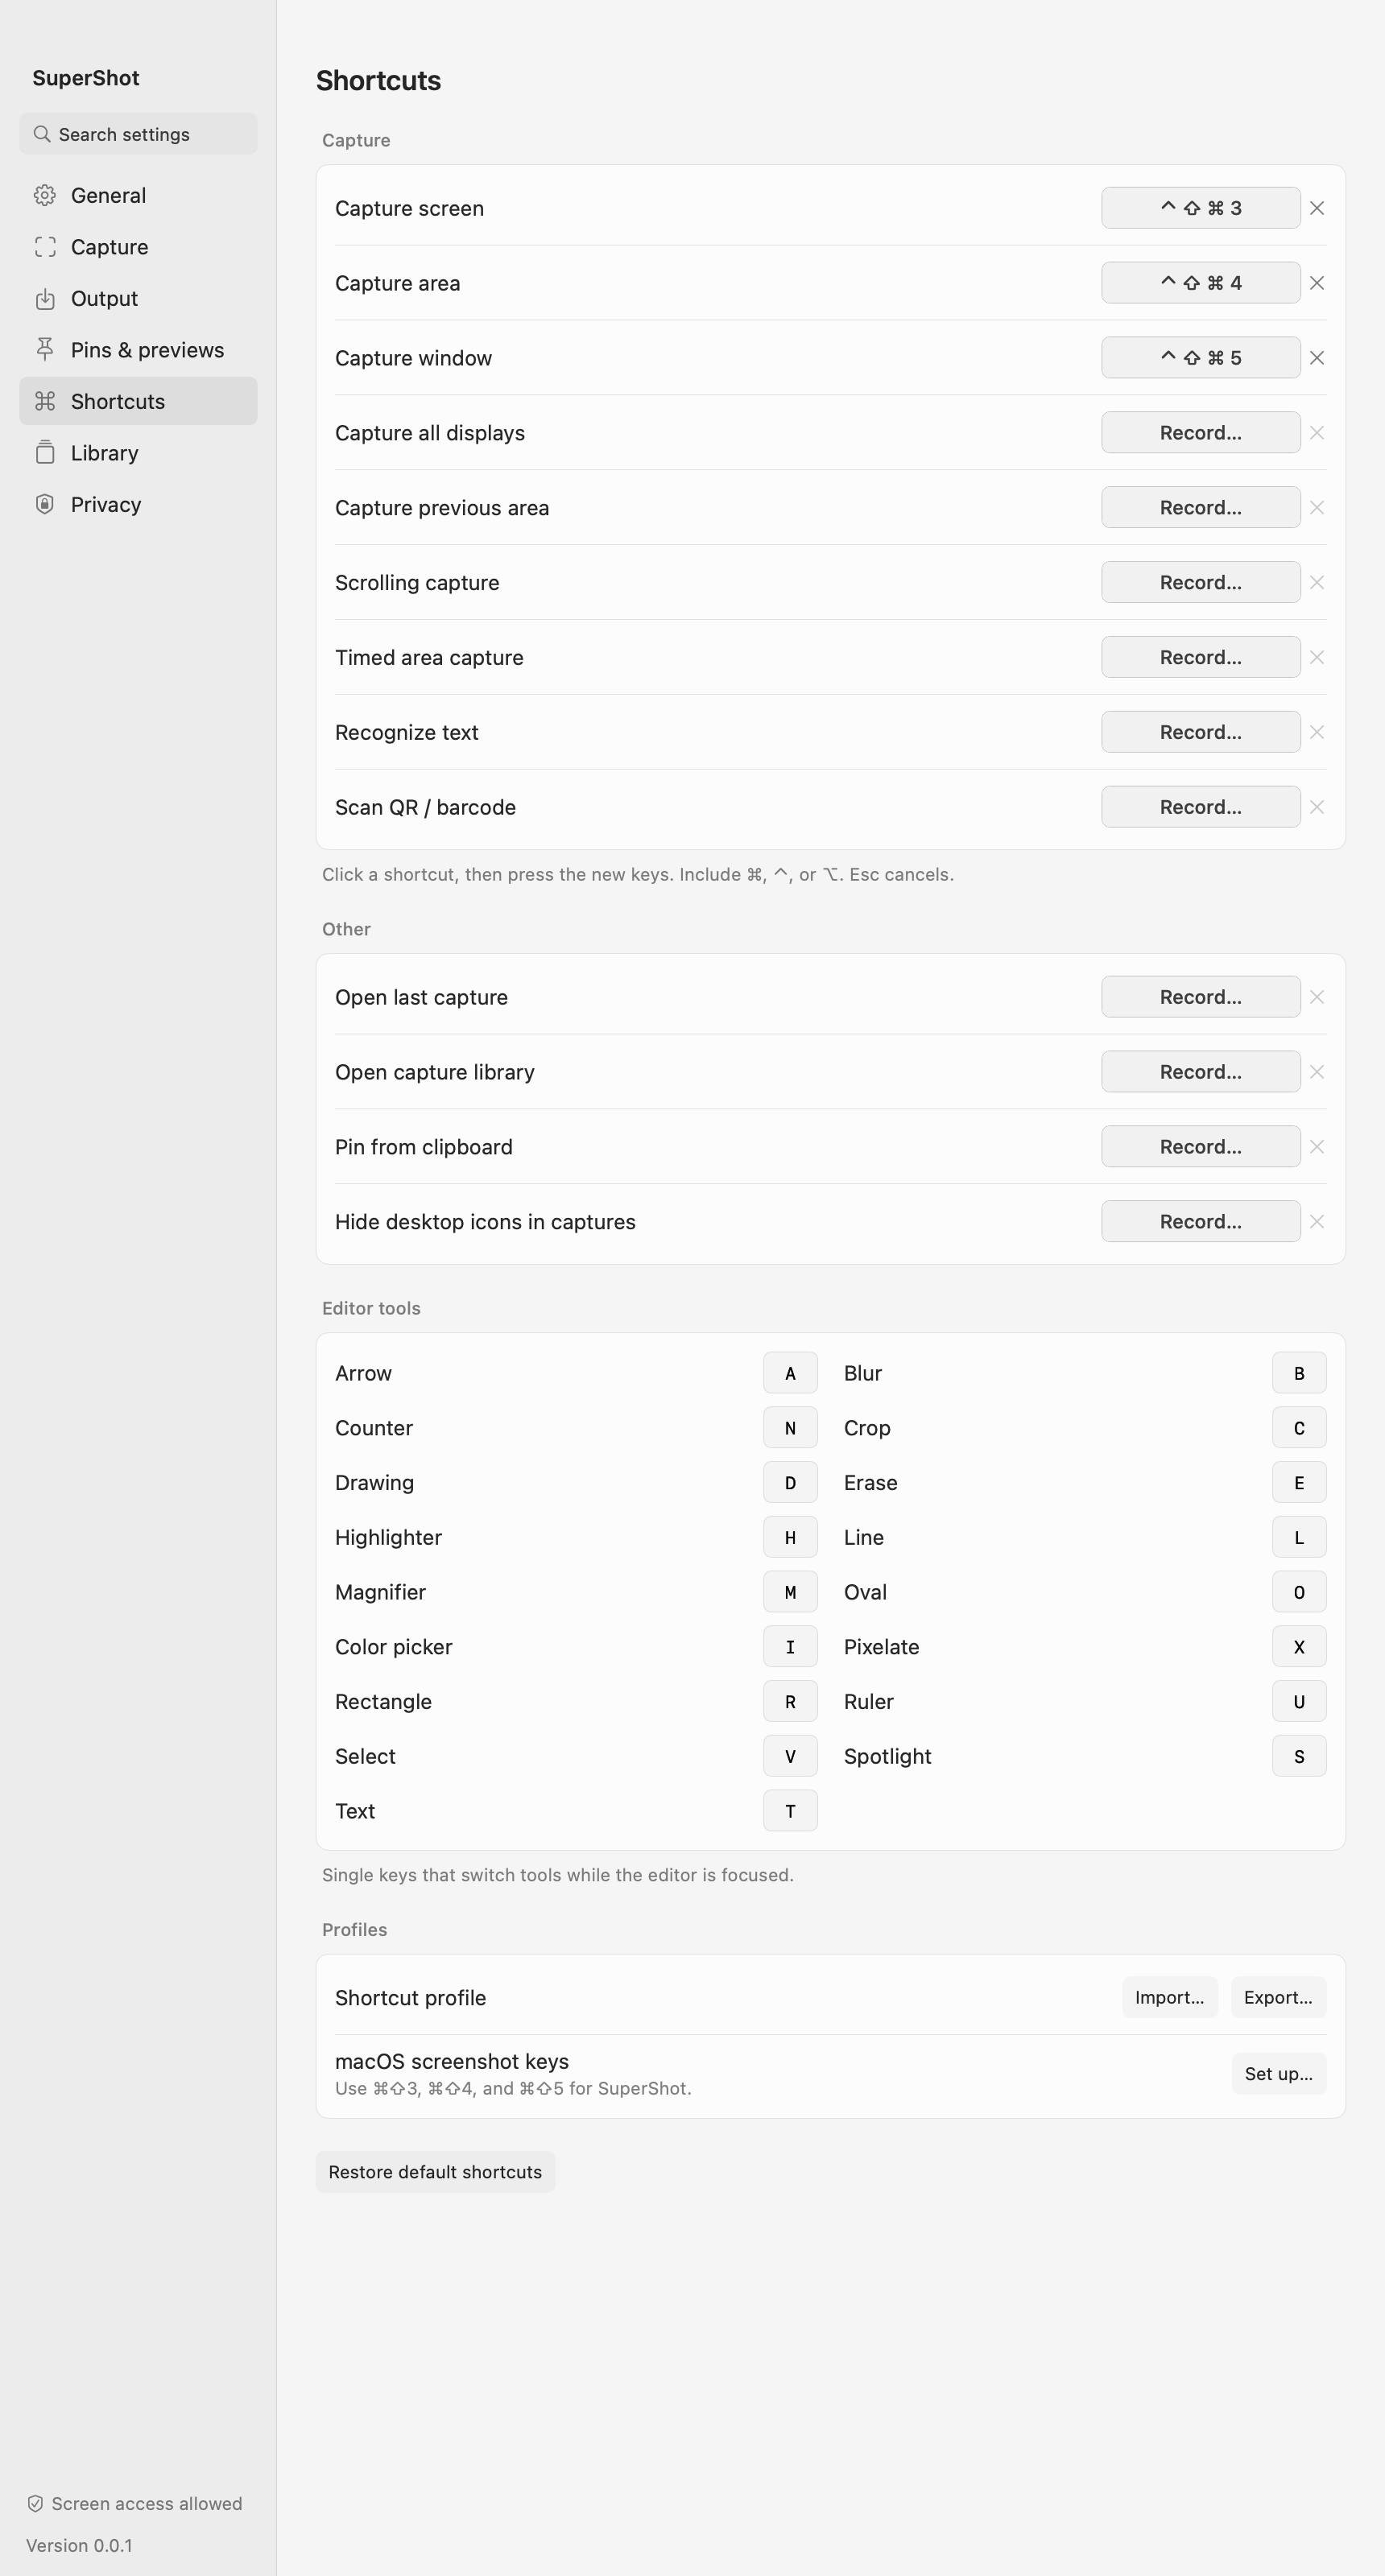 SuperShot
Search settings
General
Capture
Output
Pins & previews
Shortcuts
Library
Privacy
Screen access allowed
Version 0.0.1
Shortcuts
Capture
Capture screen ⌃ ⇧ ⌘ 3
Capture area ⌃ ⇧ ⌘ 4
Capture window ⌃ ⇧ ⌘ 5
Capture all displays Record...
Capture previous area Record...
Scrolling capture Record...
Timed area capture Record...
Recognize text Record...
Scan QR / barcode Record...
Click a shortcut, then press the new keys. Include ⌘, ⌃, or ⌥. Esc cancels.
Other
Open last capture Record...
Open capture library Record...
Pin from clipboard Record...
Hide desktop icons in captures Record...
Editor tools
Arrow A Blur B
Counter N Crop C
Drawing D Erase E
Highlighter H Line L
Magnifier M Oval O
Color picker I Pixelate X
Rectangle R Ruler U
Select V Spotlight S
Text T
Single keys that switch tools while the editor is focused.
Profiles
Shortcut profile Import... Export...
macOS screenshot keys
Use ⌘⇧3, ⌘⇧4, and ⌘⇧5 for SuperShot.
Set up...
Restore default shortcuts